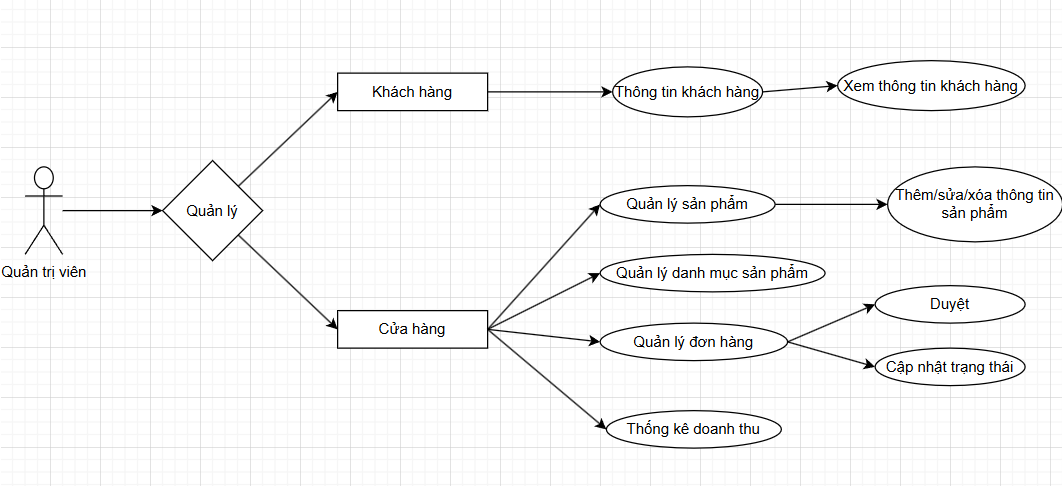 Khách hàng
Thông tin khách hàng
Xem thông tin khách hàng
Quản lý
Quản trị viên
Cửa hàng
Quản lý sản phẩm
Thêm/sửa/xóa thông tin
sản phẩm
Quản lý danh mục sản phẩm
Quản lý đơn hàng
Duyệt
Cập nhật trạng thái
Thống kê doanh thu